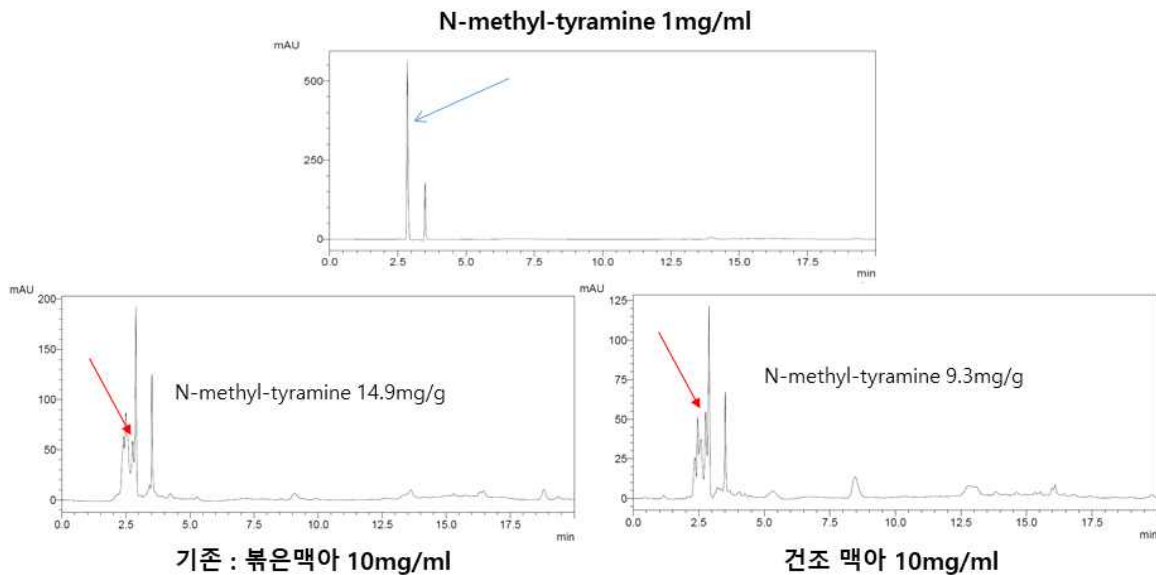 N-methyl-tyramine 1mg/ml
mAU
500
250
0
0.0 2.5 5.0 7.5 10.0 12.5 15.0 17.5
min
mAU
200
150
100
50
0
N-methyl-tyramine 14.9mg/g
0.0 2.5 5.0 7.5 10.0 12.5 15.0 17.5
min
기존 : 볶은맥아 10mg/ml
mAU
125
100
75
50
25
0
N-methyl-tyramine 9.3mg/g
0.0 2.5 5.0 7.5 10.0 12.5 15.0 17.5
min
건조 맥아 10mg/ml